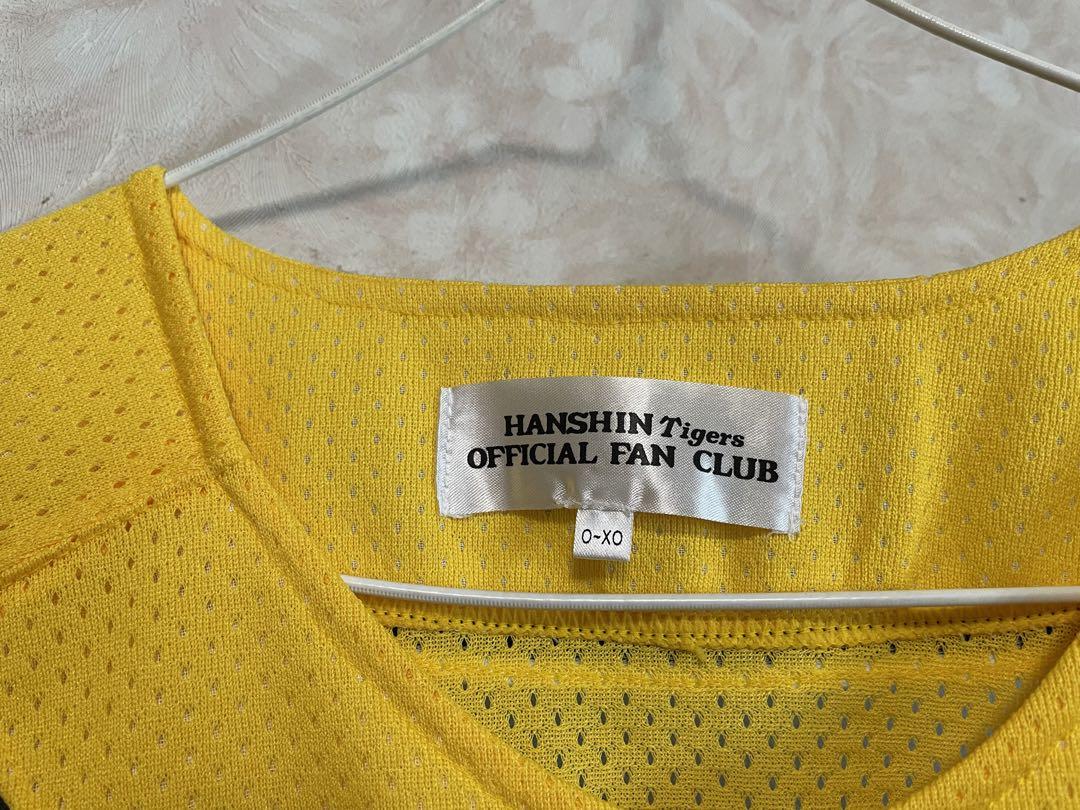 HANSHIN Tigers
OFFICIAL FAN CLUB
O~XO